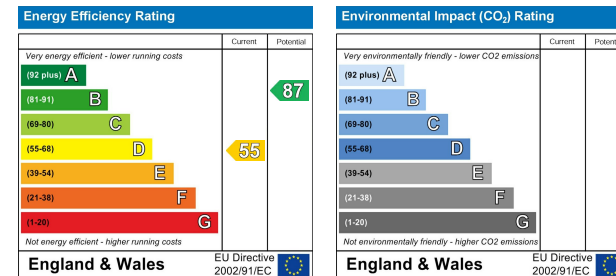 Energy Efficiency Rating
Current Potential
Very energy efficient - lower running costs
(92 plus) A
(81-91) B
87
(69-80) C
(55-68) D
55
(39-54) E
(21-38) F
(1-20) G
Not energy efficient - higher running costs
England & Wales
EU Directive
2002/91/EC
Environmental Impact (CO₂) Rating
Current Potent
Very environmentally friendly - lower CO2 emissions
(92 plus) A
(81-91) B
(69-80) C
(55-68) D
(39-54) E
(21-38) F
(1-20) G
Not environmentally friendly - higher CO2 emissions
England & Wales
EU Directive
2002/91/EC